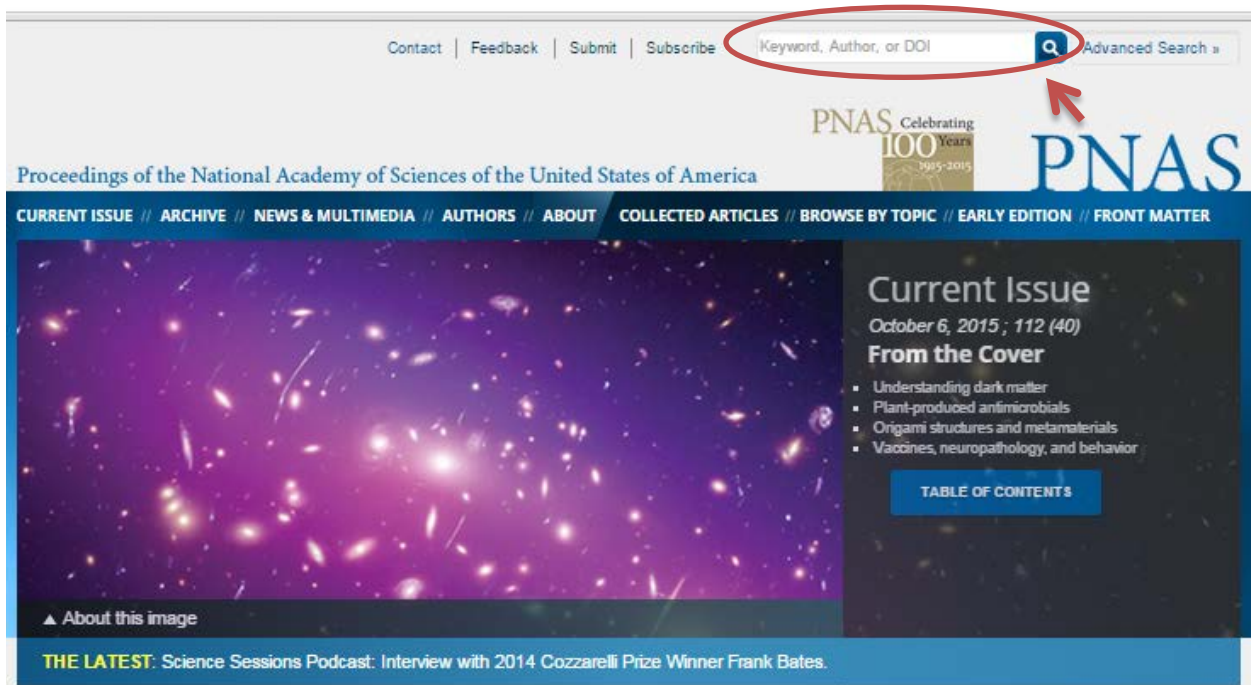 Contact | Feedback | Submit | Subscribe Keyword, Author, or DOI Advanced Search »
PNAS Celebrating
100 Years
1915-2015
PNAS
Proceedings of the National Academy of Sciences of the United States of America
CURRENT ISSUE // ARCHIVE // NEWS & MULTIMEDIA // AUTHORS // ABOUT COLLECTED ARTICLES // BROWSE BY TOPIC // EARLY EDITION // FRONT MATTER
Current Issue
October 6, 2015 ; 112 (40)
From the Cover
▪ Understanding dark matter
▪ Plant-produced antimicrobials
▪ Origami structures and metamaterials
▪ Vaccines, neuropathology, and behavior
TABLE OF CONTENTS
▲ About this image
THE LATEST: Science Sessions Podcast: Interview with 2014 Cozzarelli Prize Winner Frank Bates.